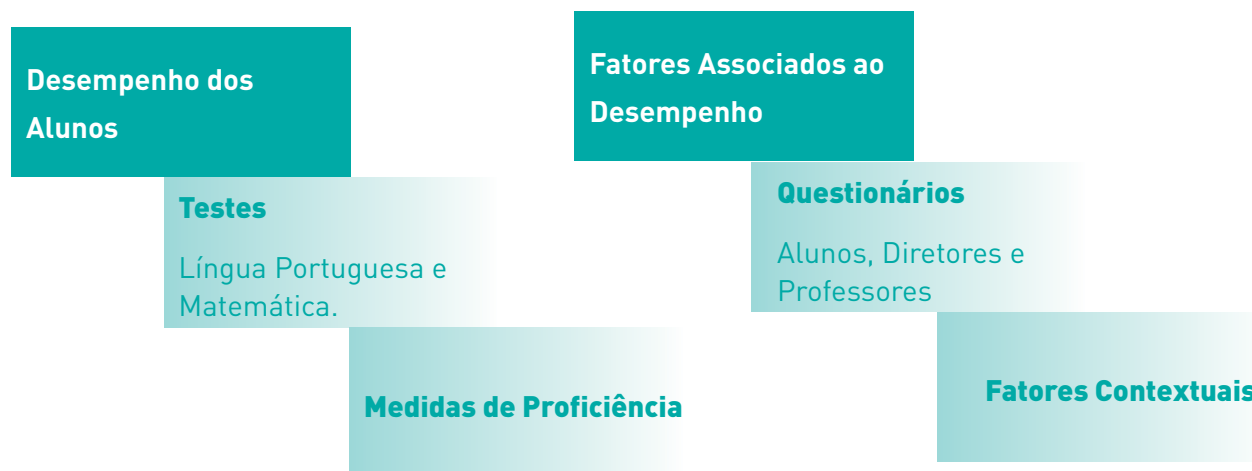 Desempenho dos
Alunos
Testes
Língua Portuguesa e
Matemática.
Medidas de Proficiência
Fatores Associados ao
Desempenho
Questionários
Alunos, Diretores e
Professores
Fatores Contextuais